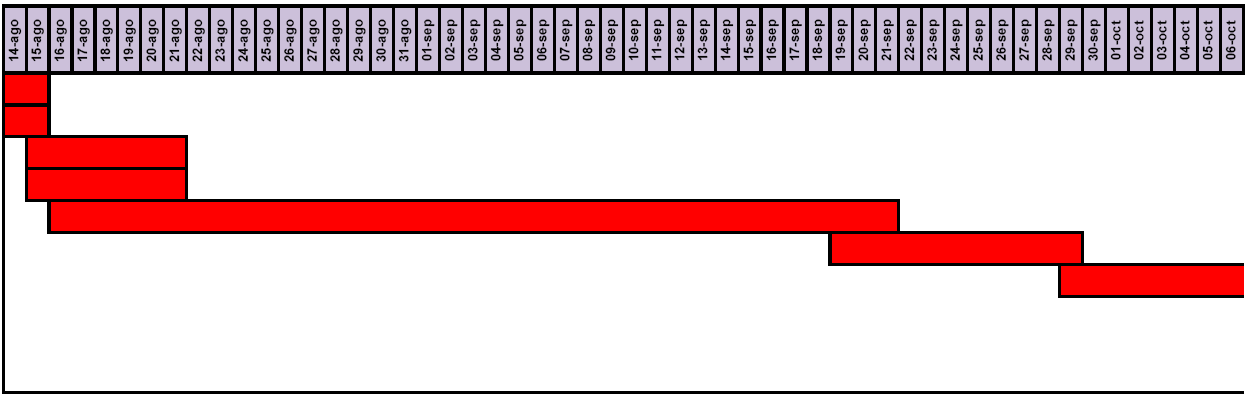 14-ago 15-ago 16-ago 17-ago 18-ago 19-ago 20-ago 21-ago 22-ago 23-ago 24-ago 25-ago 26-ago 27-ago 28-ago 29-ago 30-ago 31-ago 01-sep 02-sep 03-sep 04-sep 05-sep 06-sep 07-sep 08-sep 09-sep 10-sep 11-sep 12-sep 13-sep 14-sep 15-sep 16-sep 17-sep 18-sep 19-sep 20-sep 21-sep 22-sep 23-sep 24-sep 25-sep 26-sep 27-sep 28-sep 29-sep 30-sep 01-oct 02-oct 03-oct 04-oct 05-oct 06-oct